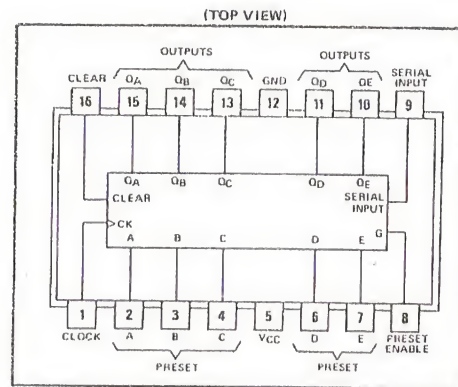 (TOP VIEW)
OUTPUTS OUTPUTS
CLEAR QA QB QC GND QD QE SERIAL INPUT
16 15 14 13 12 11 10 9
QA QB QC QD QE
CLEAR SERIAL INPUT
CK G
A B C D E
1 2 3 4 5 6 7 8
CLOCK A B C VCC D E PRESET ENABLE
PRESET PRESET